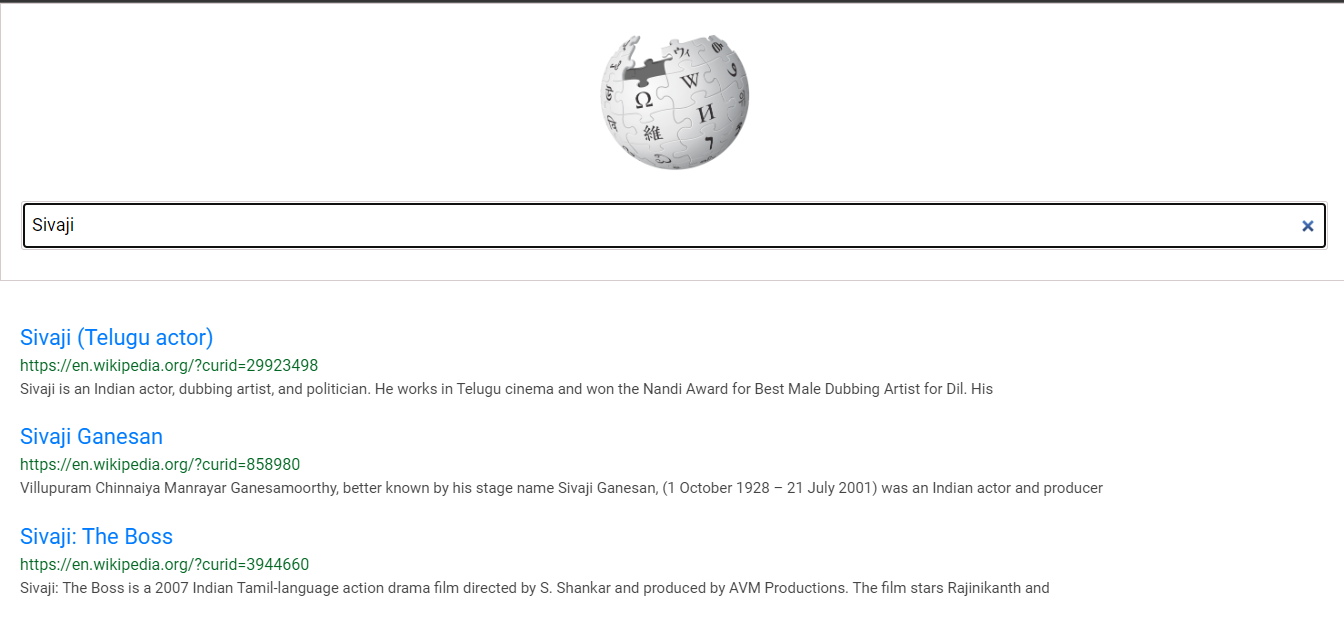 Ω
W
И
維
ウィ
7
Sivaji
×
Sivaji (Telugu actor)
https://en.wikipedia.org/?curid=29923498
Sivaji is an Indian actor, dubbing artist, and politician. He works in Telugu cinema and won the Nandi Award for Best Male Dubbing Artist for Dil. His
Sivaji Ganesan
https://en.wikipedia.org/?curid=858980
Villupuram Chinnaiya Manrayar Ganesamoorthy, better known by his stage name Sivaji Ganesan, (1 October 1928 – 21 July 2001) was an Indian actor and producer
Sivaji: The Boss
https://en.wikipedia.org/?curid=3944660
Sivaji: The Boss is a 2007 Indian Tamil-language action drama film directed by S. Shankar and produced by AVM Productions. The film stars Rajinikanth and